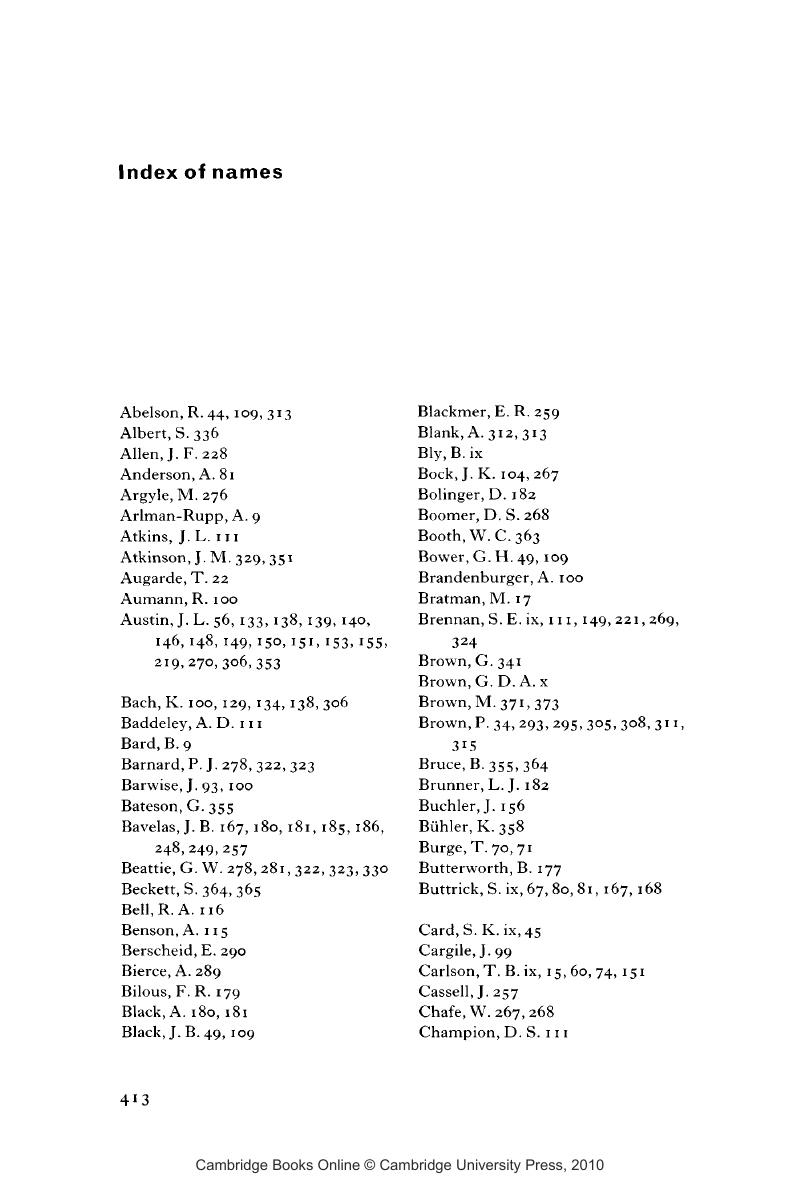 Index of names
Abelson, R. 44, 109, 313
Albert, S. 336
Allen, J. F. 228
Anderson, A. 81
Argyle, M. 276
Arlman-Rupp, A. 9
Atkins, J. L. 111
Atkinson, J. M. 329, 351
Augarde, T. 22
Aumann, R. 100
Austin, J. L. 56, 133, 138, 139, 140,
146, 148, 149, 150, 151, 153, 155,
219, 270, 306, 353
Bach, K. 100, 129, 134, 138, 306
Baddeley, A. D. 111
Bard, B. 9
Barnard, P. J. 278, 322, 323
Barwise, J. 93, 100
Bateson, G. 355
Bavelas, J. B. 167, 180, 181, 185, 186,
248, 249, 257
Beattie, G. W. 278, 281, 322, 323, 330
Beckett, S. 364, 365
Bell, R. A. 116
Benson, A. 115
Berscheid, E. 290
Bierce, A. 289
Bilous, F. R. 179
Black, A. 180, 181
Black, J. B. 49, 109
Blackmer, E. R. 259
Blank, A. 312, 313
Bly, B. ix
Bock, J. K. 104, 267
Bolinger, D. 182
Boomer, D. S. 268
Booth, W. C. 363
Bower, G. H. 49, 109
Brandenburger, A. 100
Bratman, M. 17
Brennan, S. E. ix, 111, 149, 221, 269,
324
Brown, G. 341
Brown, G. D. A. x
Brown, M. 371, 373
Brown, P. 34, 293, 295, 305, 308, 311,
315
Bruce, B. 355, 364
Brunner, L. J. 182
Buchler, J. 156
Bühler, K. 358
Burge, T. 70, 71
Butterworth, B. 177
Buttrick, S. ix, 67, 80, 81, 167, 168
Card, S. K. ix, 45
Cargile, J. 99
Carlson, T. B. ix, 15, 60, 74, 151
Cassell, J. 257
Chafe, W. 267, 268
Champion, D. S. 111
413
Cambridge Books Online © Cambridge University Press, 2010